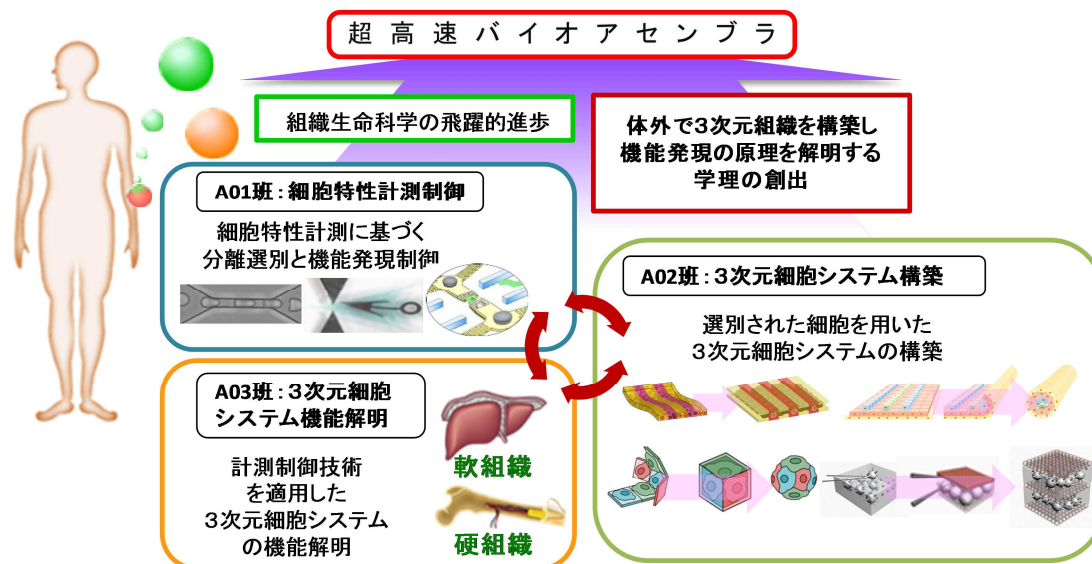 超高速バイオアセンブラ
組織生命科学の飛躍的進歩
体外で3次元組織を構築し
機能発現の原理を解明する
学理の創出
A01班：細胞特性計測制御
細胞特性計測に基づく
分離選別と機能発現制御
A02班：3次元細胞システム構築
選別された細胞を用いた
3次元細胞システムの構築
A03班：3次元細胞
システム機能解明
計測制御技術
を適用した
3次元細胞システム
の機能解明
軟組織
硬組織